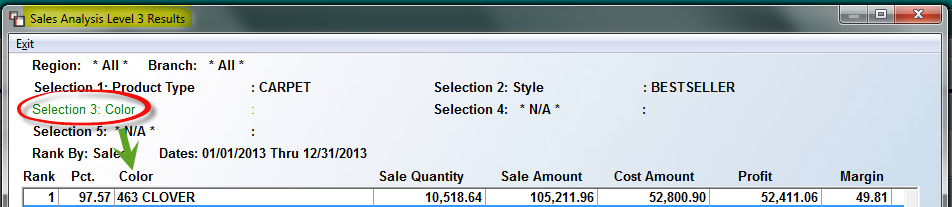 Sales Analysis Level 3 Results
Exit
Region: * All * Branch: * All *
Selection 1: Product Type : CARPET Selection 2: Style : BESTSELLER
Selection 3: Color : Selection 4: * N/A * :
Selection 5: * N/A * :
Rank By: Sales Dates: 01/01/2013 Thru 12/31/2013
Rank Pct. Color Sale Quantity Sale Amount Cost Amount Profit Margin
1 97.57 463 CLOVER 10,518.64 105,211.96 52,800.90 52,411.06 49.81